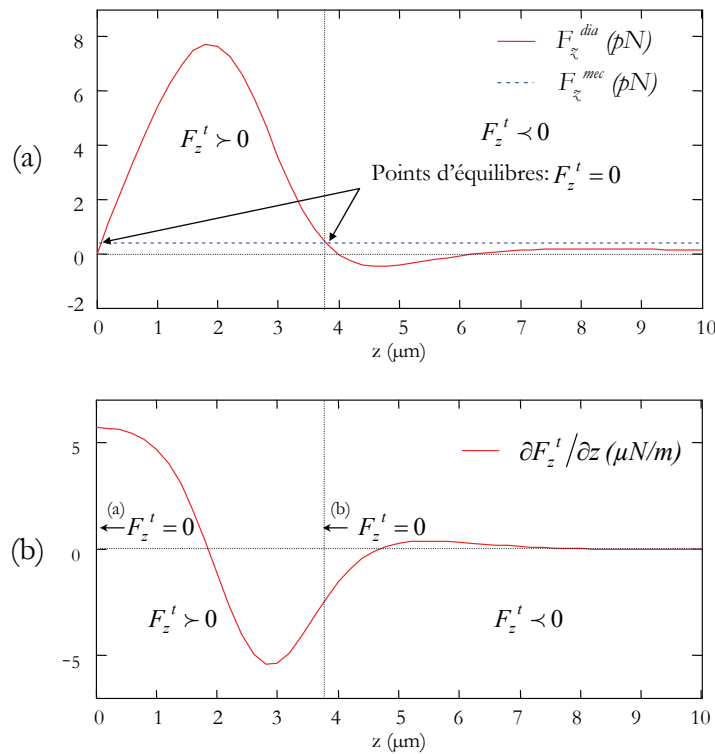 8
6
4
2
0
-2
(a)
F_z^dia (pN)
F_z^mec (pN)
F_z^t ≻ 0
F_z^t ≺ 0
Points d'équilibres: F_z^t = 0
0 1 2 3 4 5 6 7 8 9 10
z (μm)
5
0
−5
(b)
∂F_z^t/∂z (μN/m)
(a)
F_z^t = 0
(b)
F_z^t = 0
F_z^t ≻ 0
F_z^t ≺ 0
0 1 2 3 4 5 6 7 8 9 10
z (μm)